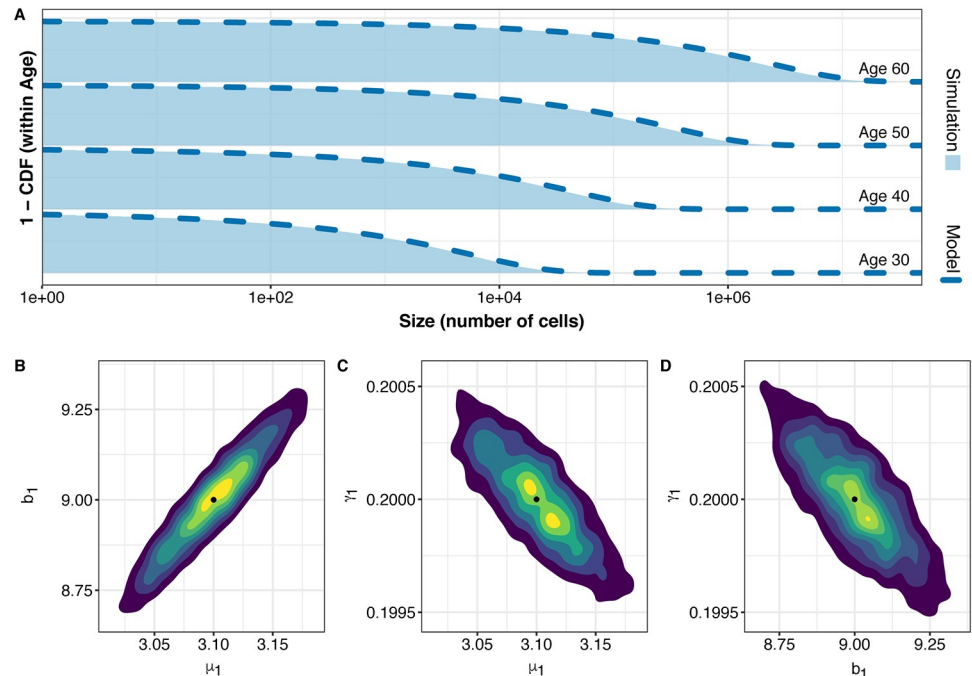 A
1 − CDF (within Age)
Age 60
Age 50
Age 40
Age 30
1e+00 1e+02 1e+04 1e+06
Size (number of cells)
Simulation
Model
B
b1
9.25
9.00
8.75
3.05 3.10 3.15
μ1
C
γ1
0.2005
0.2000
0.1995
3.05 3.10 3.15
μ1
D
γ1
0.2005
0.2000
0.1995
8.75 9.00 9.25
b1